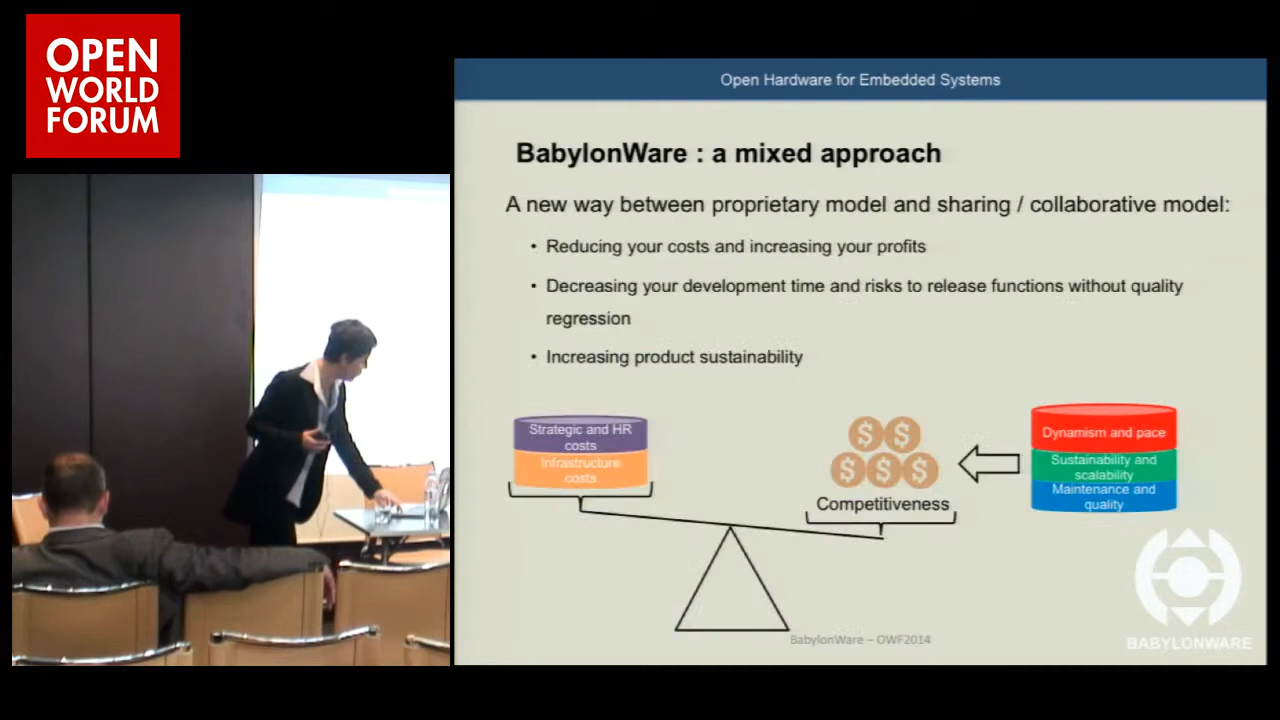 OPEN
WORLD
FORUM
Open Hardware for Embedded Systems
BabylonWare : a mixed approach
A new way between proprietary model and sharing / collaborative model:
• Reducing your costs and increasing your profits
• Decreasing your development time and risks to release functions without quality
regression
• Increasing product sustainability
Strategic and HR
costs
Infrastructure
costs
$ $
$ $ $
Competitiveness
Dynamism and pace
Sustainability and
scalability
Maintenance and
quality
BabylonWare – OWF2014
BABYLONWARE